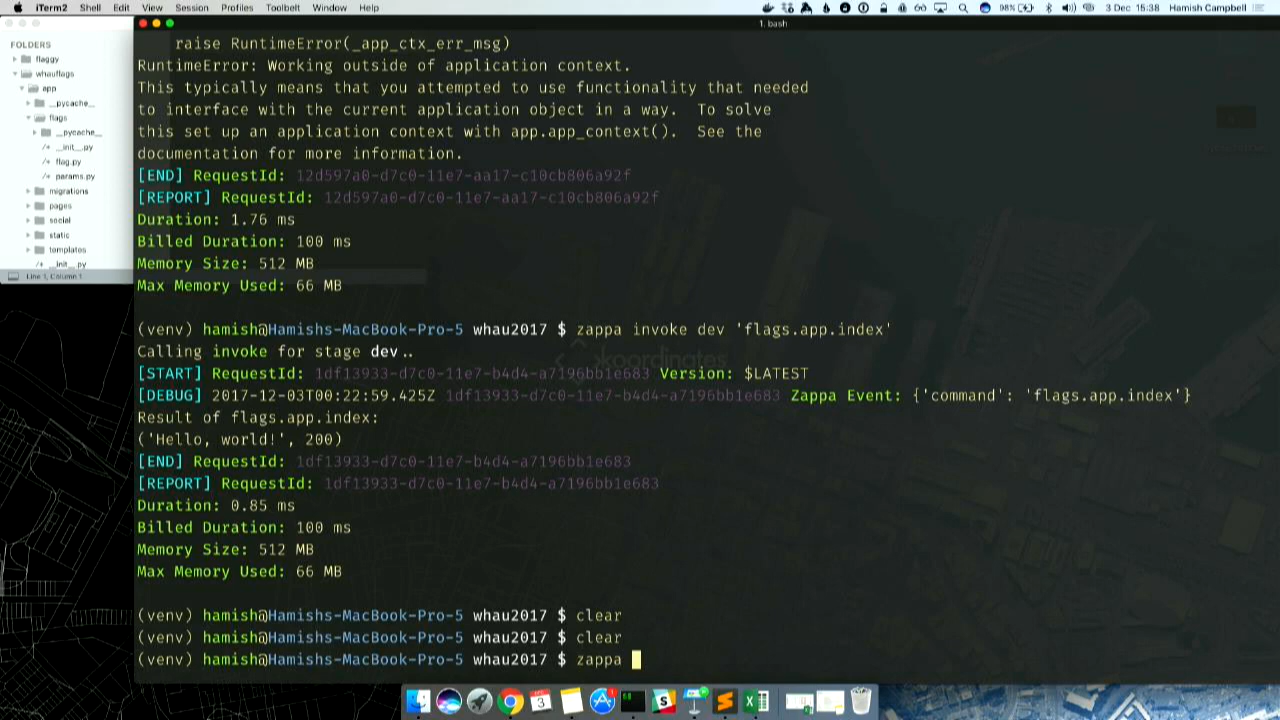 iTerm2 Shell Edit View Session Profiles Toolbelt Window Help 98% 3 Dec 15:38 Hamish Campbell
1. bash
FOLDERS
flaggy
whauflags
app
__pycache__
flags
__pycache__
__init__.py
flag.py
params.py
migrations
pages
social
static
templates
__init__.py
Line 1, Column 1
raise RuntimeError(_app_ctx_err_msg)
RuntimeError: Working outside of application context.
This typically means that you attempted to use functionality that needed
to interface with the current application object in a way. To solve
this set up an application context with app.app_context(). See the
documentation for more information.
[END] RequestId: 12d597a0-d7c0-11e7-aa17-c10cb806a92f
[REPORT] RequestId: 12d597a0-d7c0-11e7-aa17-c10cb806a92f
Duration: 1.76 ms
Billed Duration: 100 ms
Memory Size: 512 MB
Max Memory Used: 66 MB
(venv) hamish@Hamishs-MacBook-Pro-5 whau2017 $ zappa invoke dev 'flags.app.index'
Calling invoke for stage dev..
[START] RequestId: 1df13933-d7c0-11e7-b4d4-a7196bb1e683 Version: $LATEST
[DEBUG] 2017-12-03T00:22:59.425Z 1df13933-d7c0-11e7-b4d4-a7196bb1e683 Zappa Event: {'command': 'flags.app.index'}
Result of flags.app.index:
('Hello, world!', 200)
[END] RequestId: 1df13933-d7c0-11e7-b4d4-a7196bb1e683
[REPORT] RequestId: 1df13933-d7c0-11e7-b4d4-a7196bb1e683
Duration: 0.85 ms
Billed Duration: 100 ms
Memory Size: 512 MB
Max Memory Used: 66 MB
(venv) hamish@Hamishs-MacBook-Pro-5 whau2017 $ clear
(venv) hamish@Hamishs-MacBook-Pro-5 whau2017 $ clear
(venv) hamish@Hamishs-MacBook-Pro-5 whau2017 $ zappa
koordinates